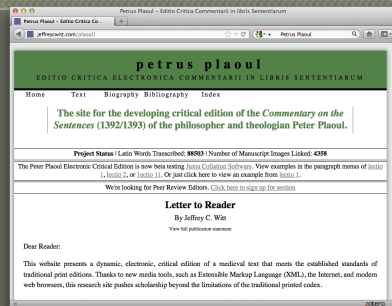 Petrus Plaoul – Editio Critica Commentarii in libris Sententiarum
Petrus Plaoul – Editio Critica Co...
jeffreycwitt.com/plaoul/
Petrus Plaoul
petrus plaoul
EDITIO CRITICA ELECTRONICA COMMENTARII IN LIBRIS SENTENTIARUM
Home Text Biography Bibliography Index
The site for the developing critical edition of the Commentary on the
Sentences (1392/1393) of the philosopher and theologian Peter Plaoul.
Project Status | Latin Words Transcribed: 88503 | Number of Manuscript Images Linked: 4358
The Peter Plaoul Electronic Critical Edition is now beta testing Juxta Collation Software. View examples in the paragraph menus of lectio
1, lectio 2, or lectio 11. Or just click here to view an example from lectio 1.
We're looking for Peer Review Editors. Click here to sign up for section
Letter to Reader
By Jeffrey C. Witt
View full publication statement
Dear Reader:
This website presents a dynamic, electronic, critical edition of a medieval text that meets the established standards of
traditional print editions. Thanks to new media tools, such as Extensible Markup Language (XML), the Internet, and modern
web browsers, this research site pushes scholarship beyond the limitations of the traditional printed codex.
zotero